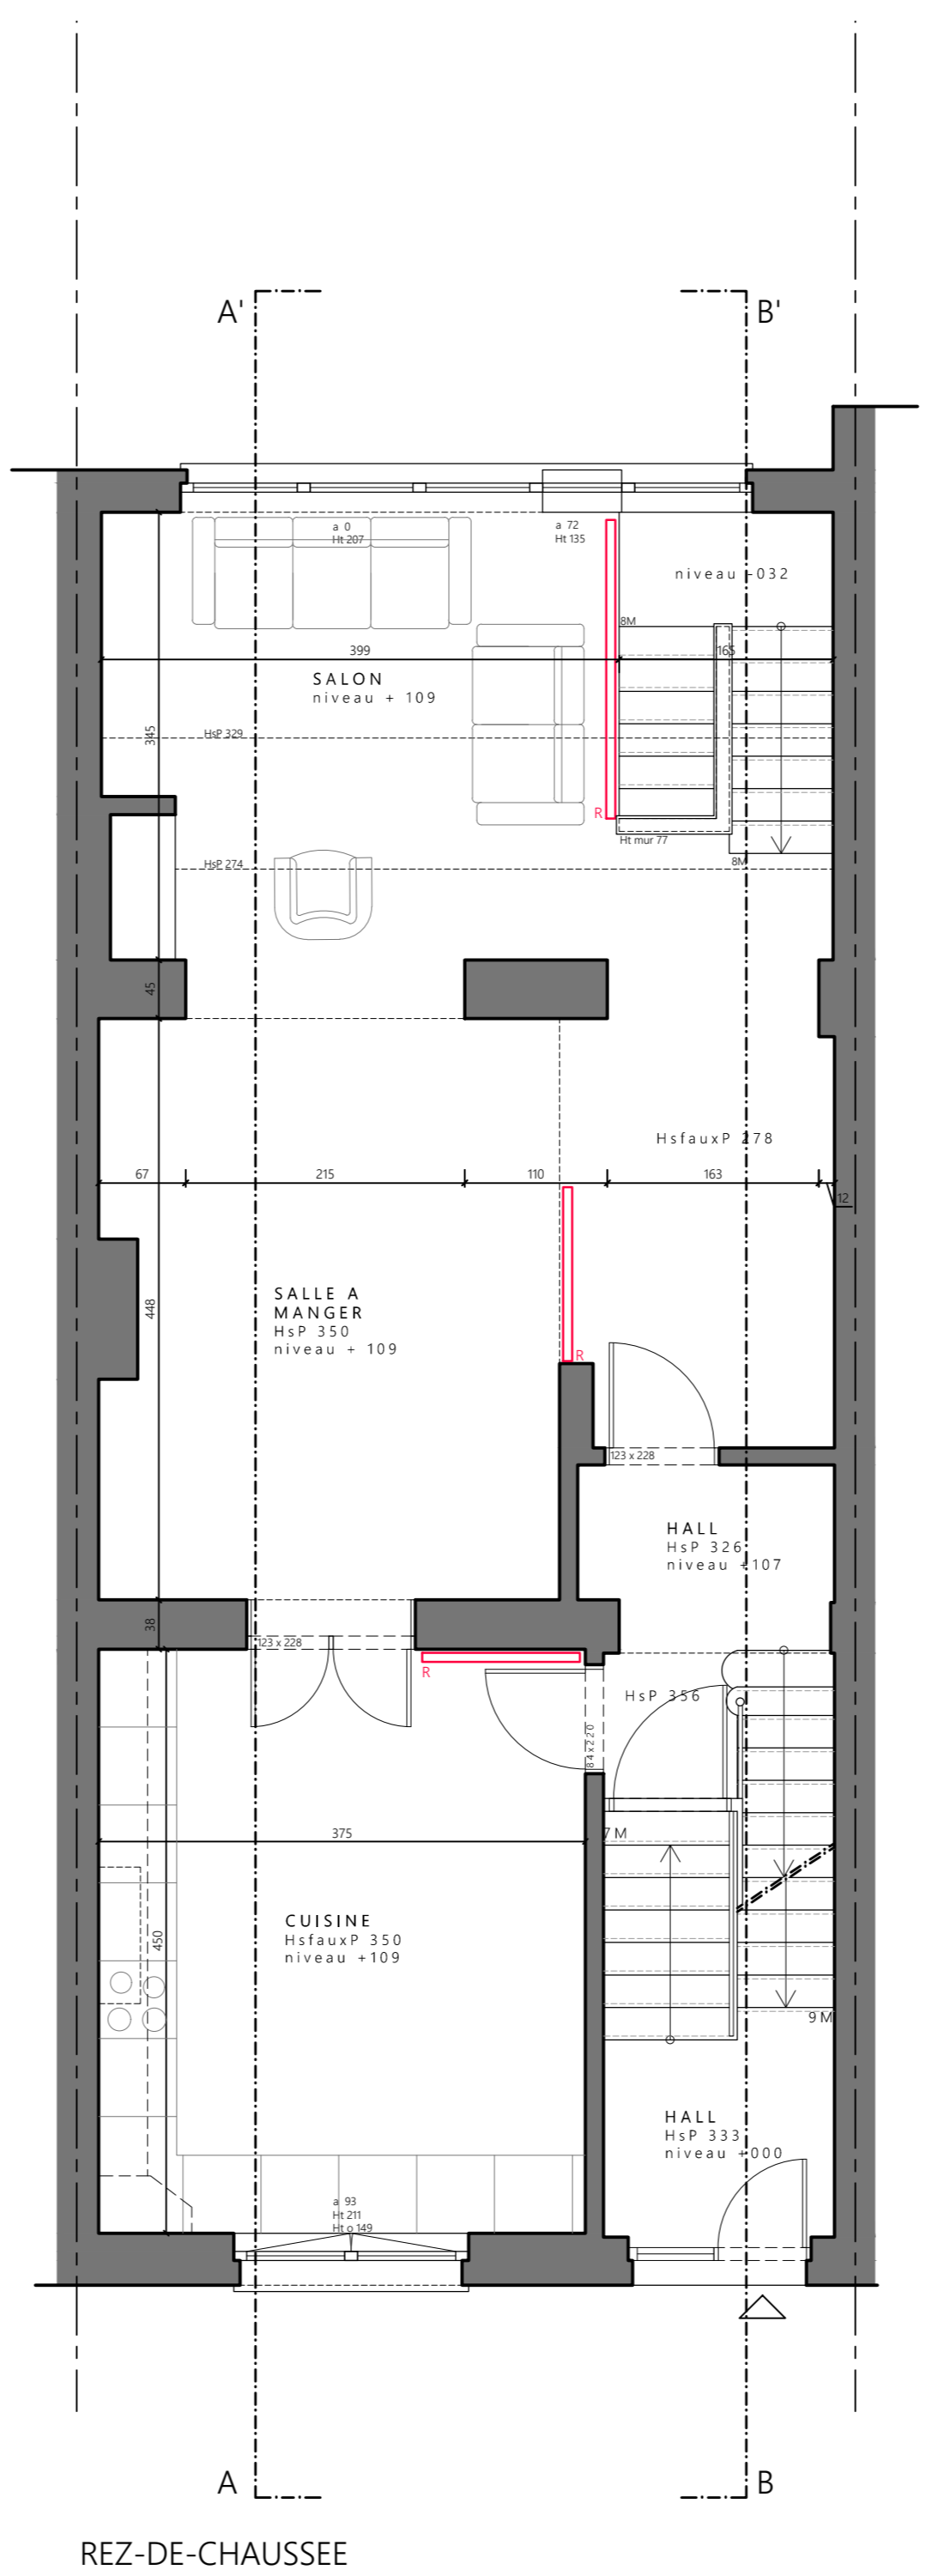 A'
B'
a 0
Ht 207
a 72
Ht 135
niveau -032
8M
399
165
SALON
niveau + 109
345
HsP 329
R
Ht mur 77
HsP 274
8M
45
HsfauxP 278
67
215
110
163
12
SALLE A
MANGER
HsP 350
niveau + 109
448
R
123 x 228
HALL
HsP 326
niveau +107
38
123 x 228
R
HsP 356
84x220
375
7M
CUISINE
HsfauxP 350
niveau +109
450
9M
HALL
HsP 333
niveau +000
a 93
Ht 211
Ht o 149
A
B
REZ-DE-CHAUSSEE